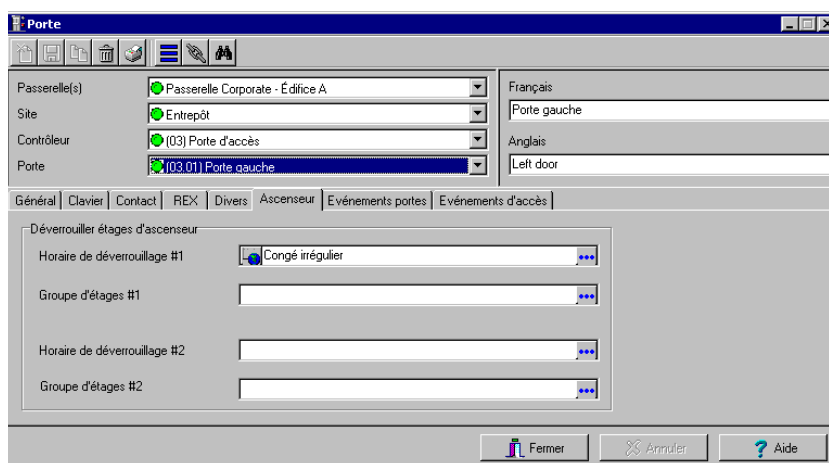 Porte
Passerelle(s)
Passerelle Corporate - Édifice A
Site
Entrepôt
Contrôleur
(03) Porte d'accès
Porte
(03.01) Porte gauche
Français
Porte gauche
Anglais
Left door
Général Clavier Contact REX Divers Ascenseur Evénements portes Evénements d'accès
Déverrouiller étages d'ascenseur
Horaire de déverrouillage #1
Congé irrégulier
Groupe d'étages #1
Horaire de déverrouillage #2
Groupe d'étages #2
Fermer Annuler ? Aide